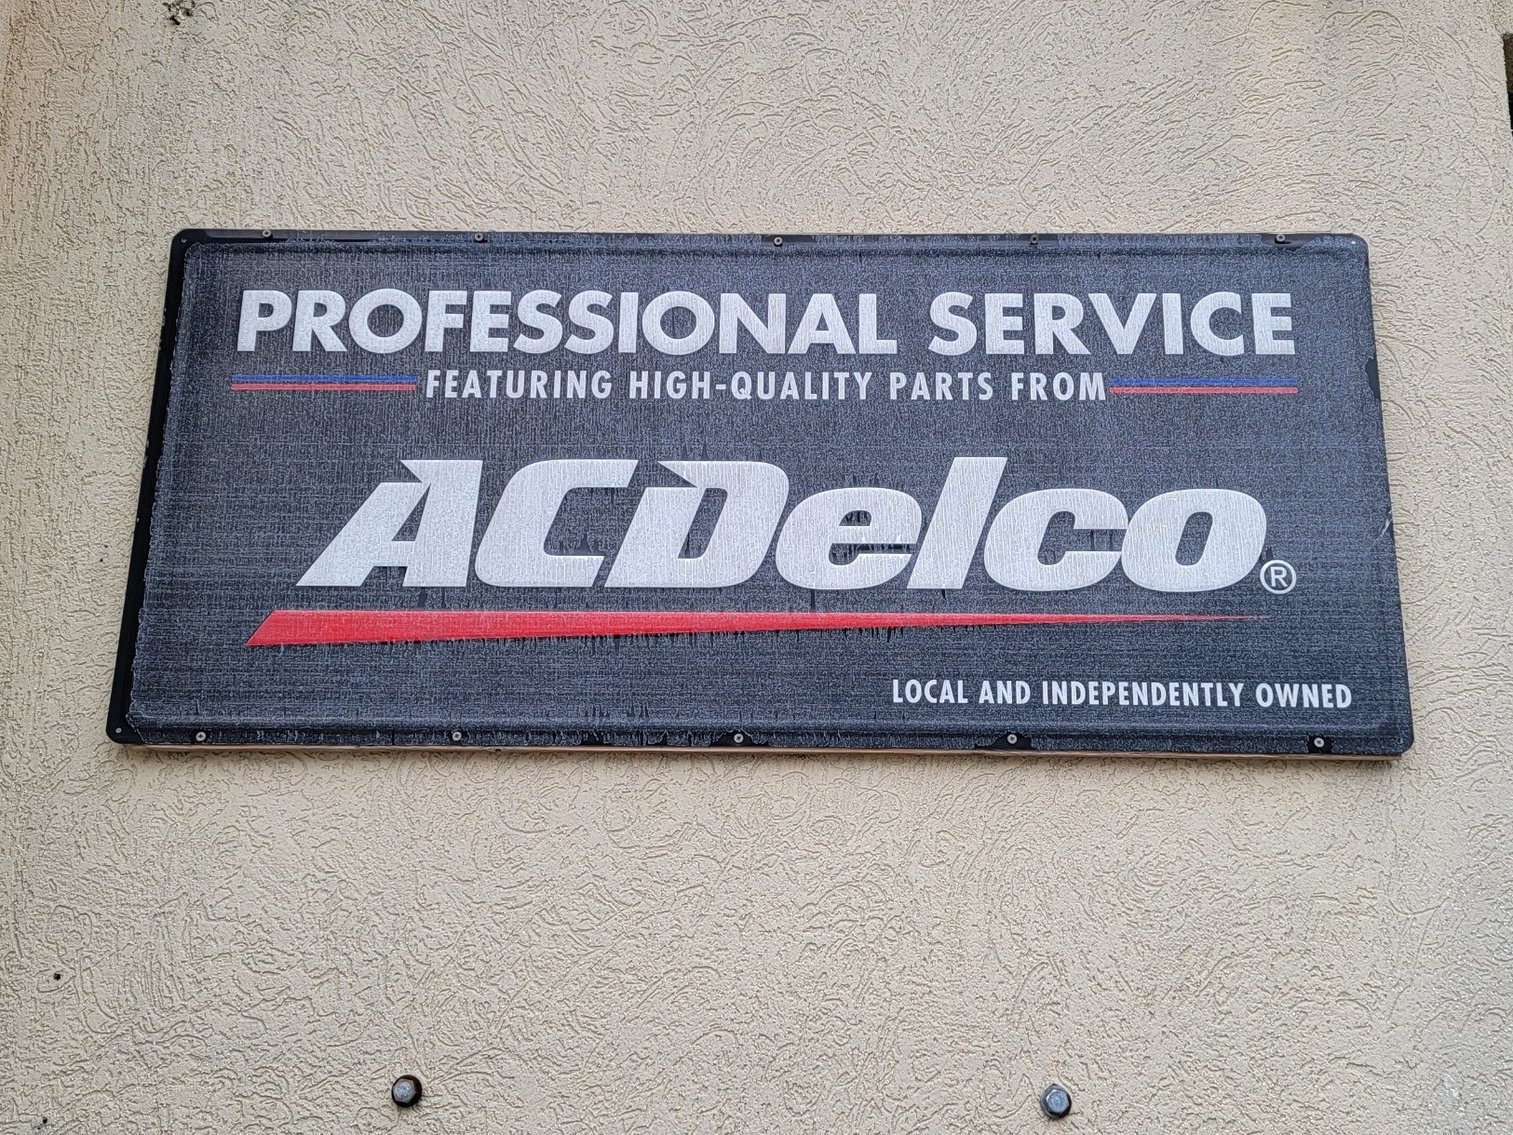 PROFESSIONAL SERVICE
FEATURING HIGH-QUALITY PARTS FROM
ACDelco®
LOCAL AND INDEPENDENTLY OWNED